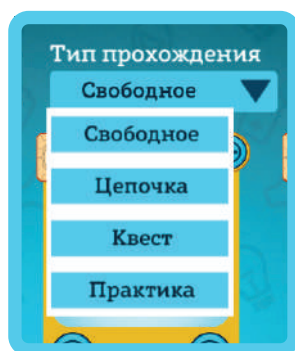 Тип прохождения
Свободное
Свободное
Цепочка
Квест
Практика